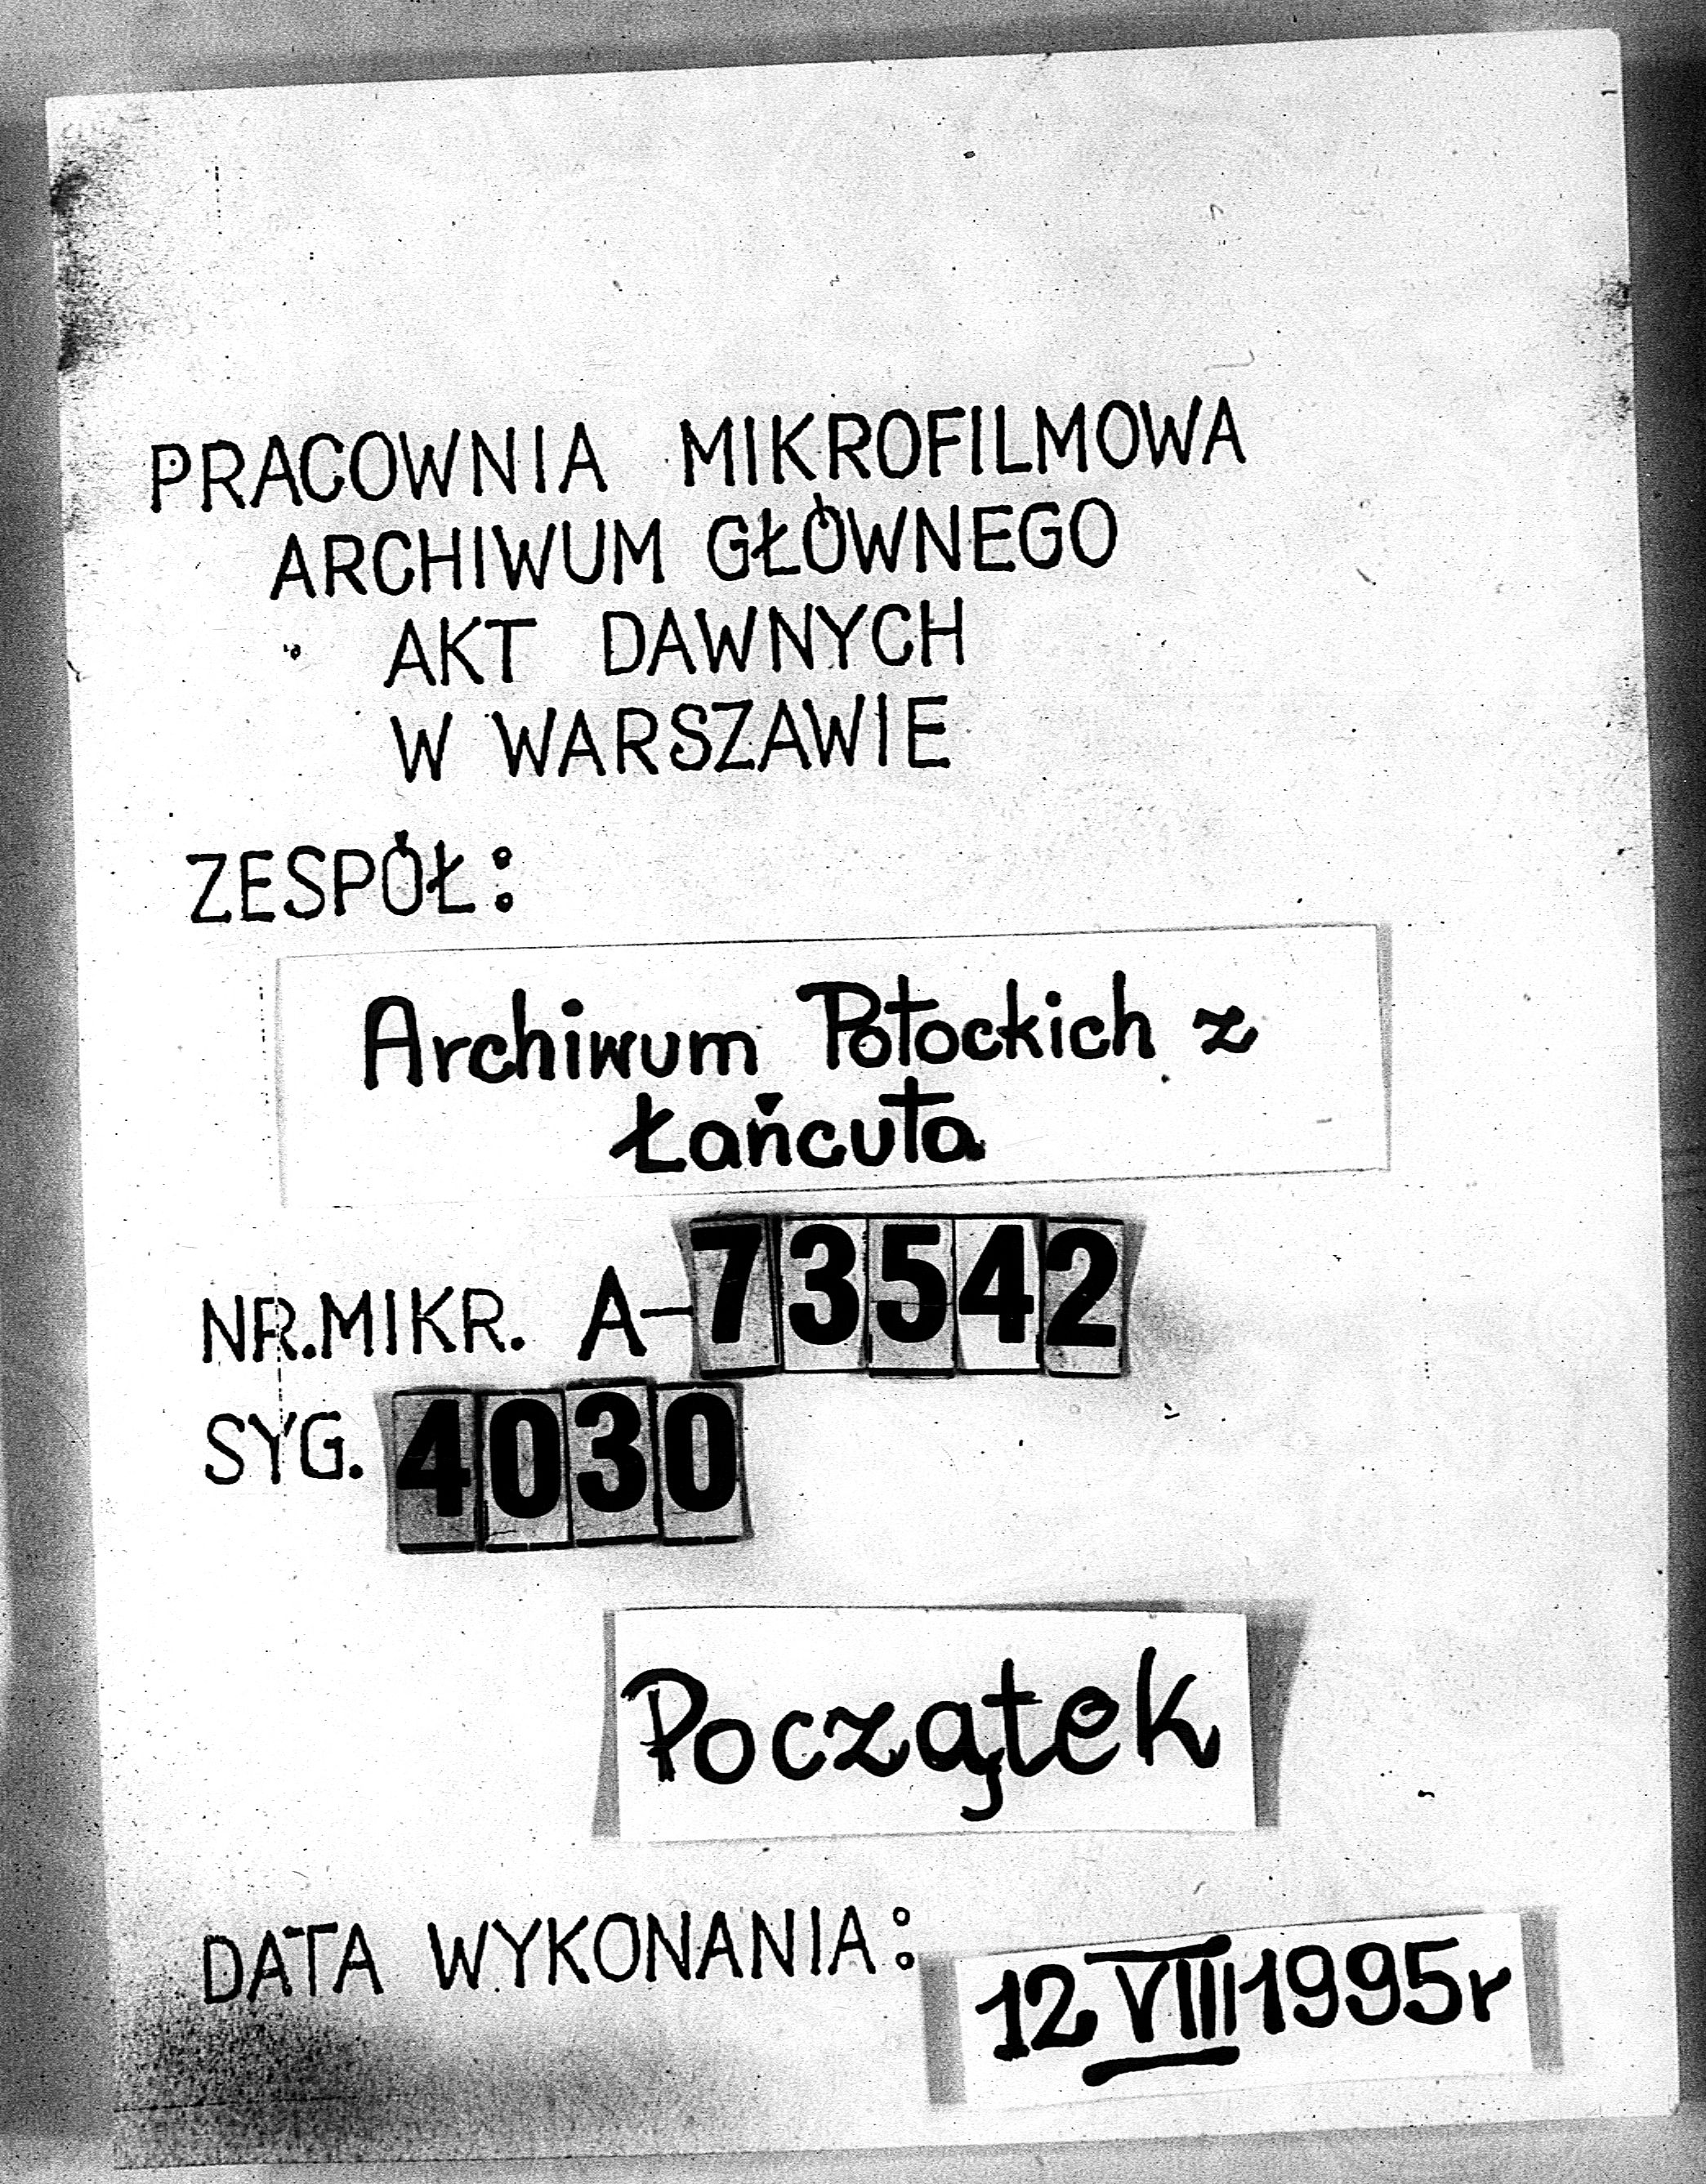 PRACOWNIA MIKROFILMOWA
ARCHIWUM GŁÓWNEGO
AKT DAWNYCH
W WARSZAWIE
ZESPÓŁ:
Archiwum Potockich z
Łańcuta
NR.MIKR. A-73542
SYG. 4030
Początek
DATA WYKONANIA: 12 VIII 1995r